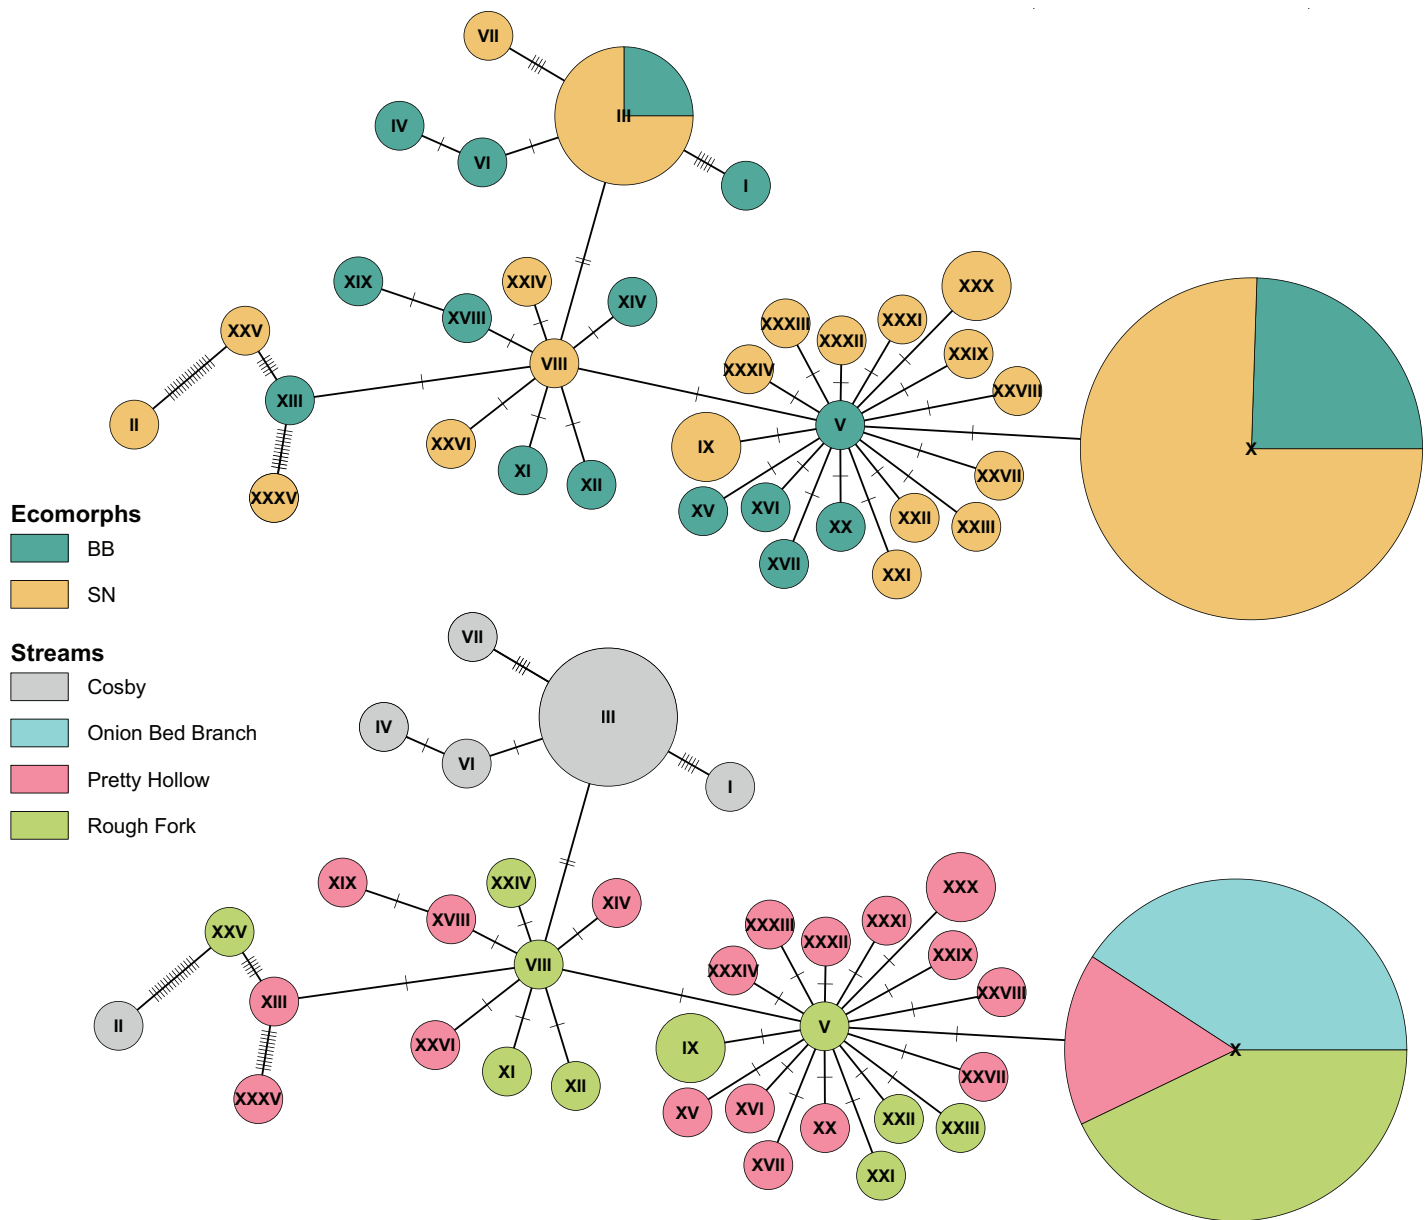 VII
III
IV
VI
I
XIX
XXIV
XIV
XVIII
XXV
VIII
XIII
II
XXVI
XI
XII
XXXV
XXX
XXXIII
XXXI
XXXII
XXIX
XXXIV
XXVIII
V
IX
X
XXVII
XV
XVI
XX
XXII
XXIII
XVII
XXI
Ecomorphs
BB
SN
Streams
Cosby
Onion Bed Branch
Pretty Hollow
Rough Fork
VII
III
IV
VI
I
XIX
XXIV
XIV
XVIII
XXV
VIII
XIII
II
XXVI
XI
XII
XXXV
XXX
XXXIII
XXXI
XXXII
XXIX
XXXIV
XXVIII
V
IX
X
XXVII
XV
XVI
XX
XXII
XXIII
XVII
XXI